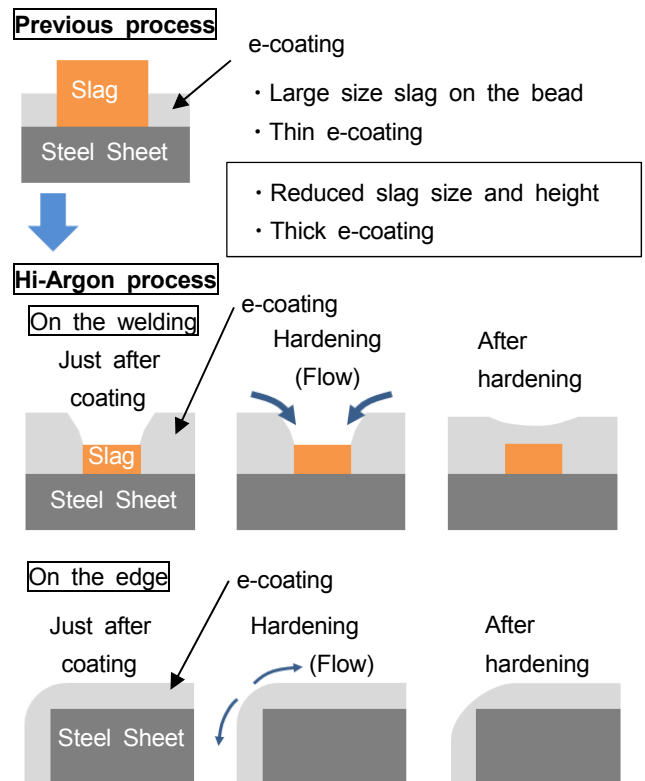 Previous process
e-coating
Slag
Steel Sheet
・Large size slag on the bead
・Thin e-coating
・Reduced slag size and height
・Thick e-coating
Hi-Argon process
On the welding
e-coating
Just after
coating
Hardening
(Flow)
After
hardening
Slag
Steel Sheet
On the edge
e-coating
Just after
coating
Hardening
(Flow)
After
hardening
Steel Sheet